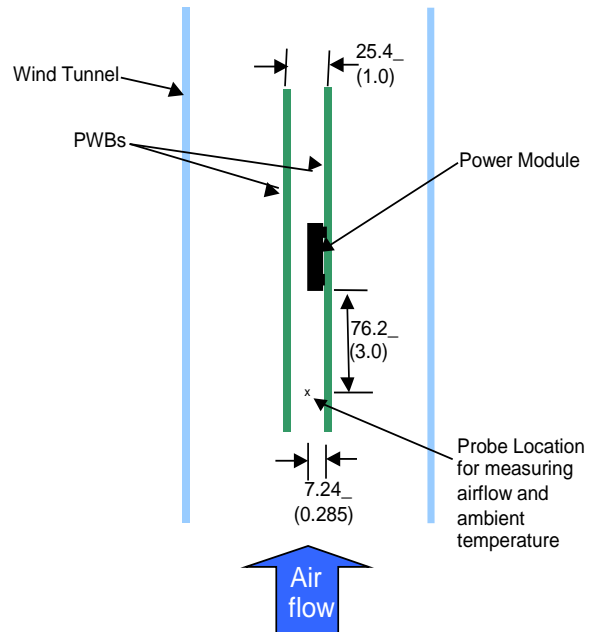 25.4_
(1.0)
Wind Tunnel
PWBs
Power Module
76.2_
(3.0)
x
Probe Location
for measuring
airflow and
ambient
temperature
7.24_
(0.285)
Air
flow